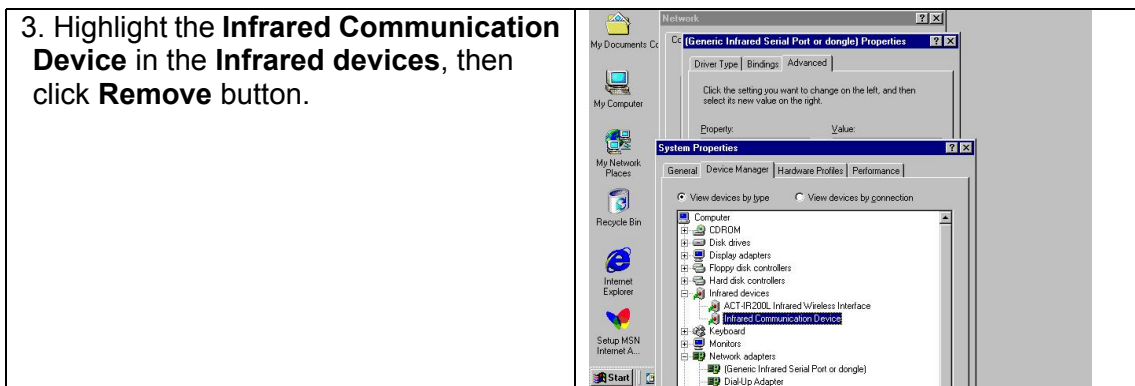 3. Highlight the Infrared Communication
Device in the Infrared devices, then
click Remove button.
My Documents
Cc
My Computer
My Network
Places
Recycle Bin
Internet
Explorer
Setup MSN
Internet A...
Start
Network
Cc
(Generic Infrared Serial Port or dongle) Properties
Driver Type
Bindings
Advanced
Click the setting you want to change on the left, and then
select its new value on the right.
Property:
Value:
System Properties
General
Device Manager
Hardware Profiles
Performance
View devices by type
View devices by connection
Computer
CDROM
Disk drives
Display adapters
Floppy disk controllers
Hard disk controllers
Infrared devices
ACT-IR200L Infrared Wireless Interface
Infrared Communication Device
Keyboard
Monitors
Network adapters
(Generic Infrared Serial Port or dongle)
Dial-Up Adapter